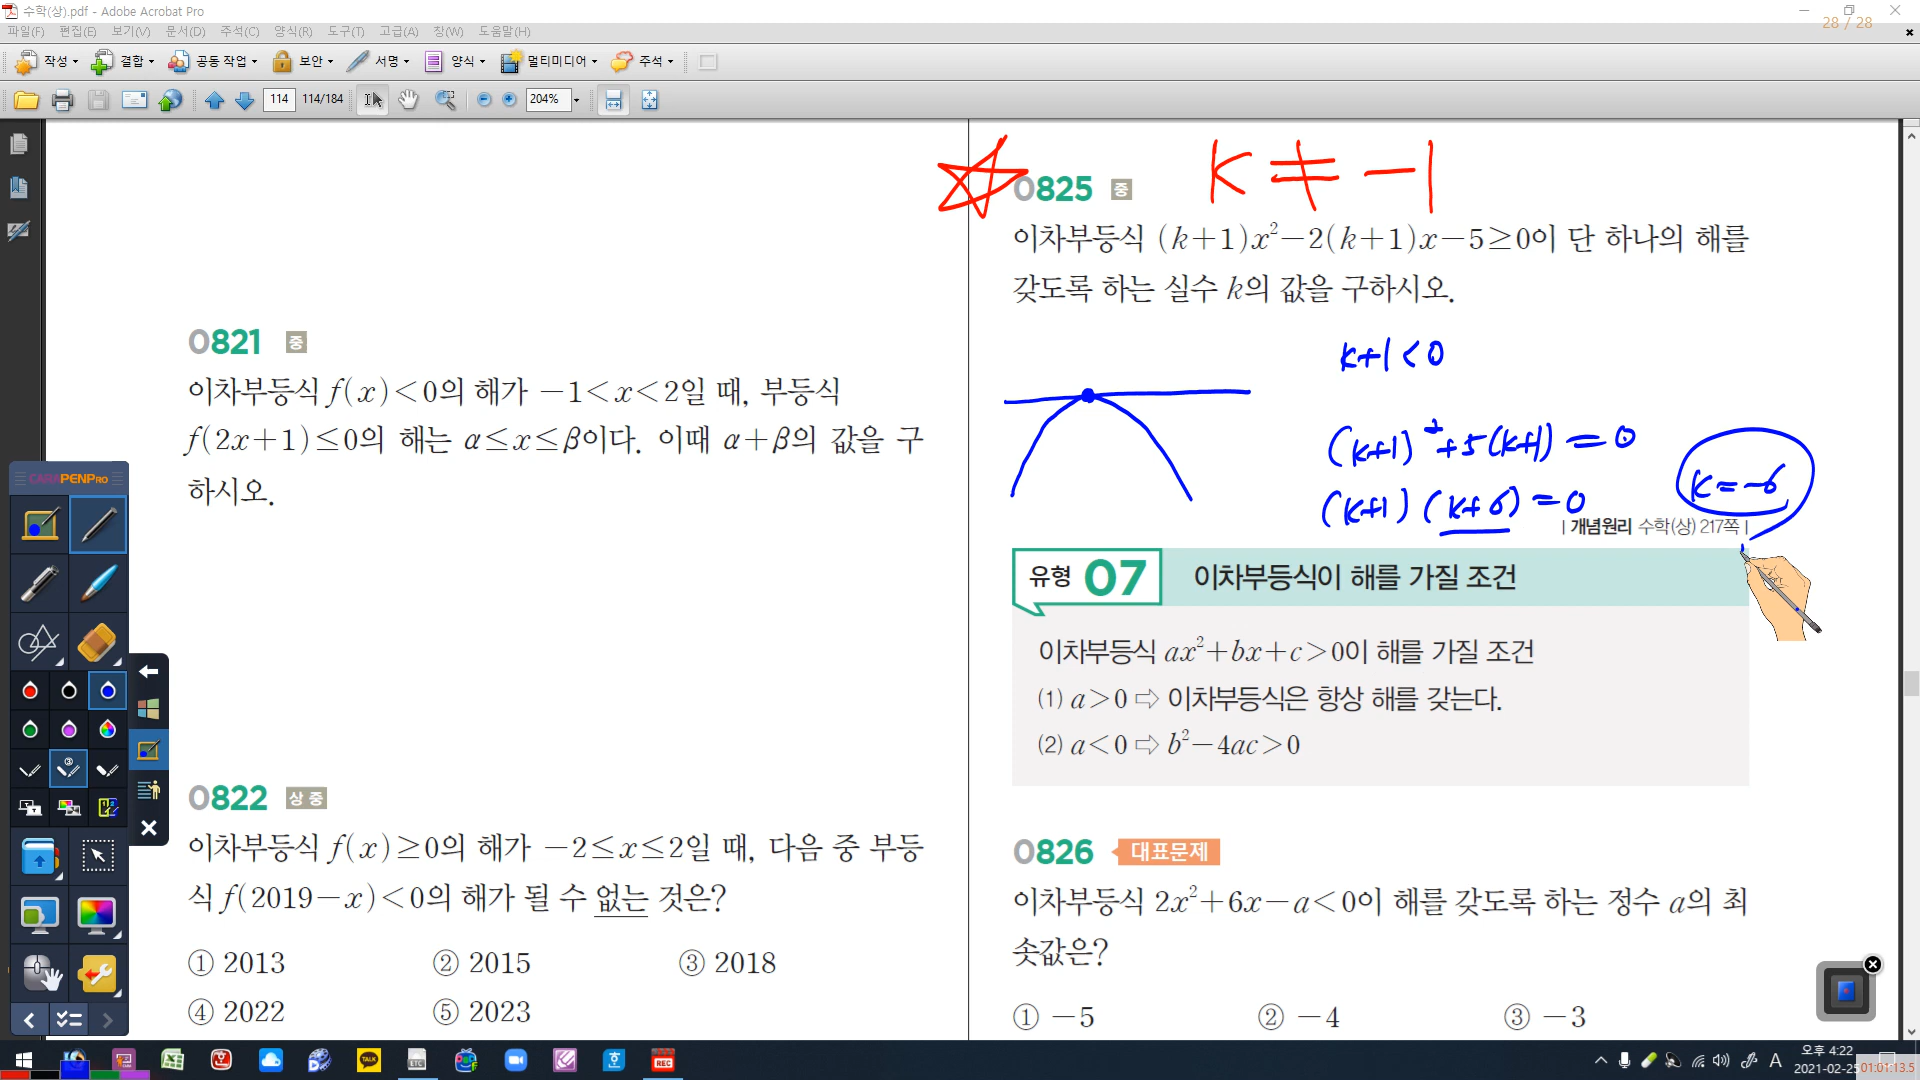 수학(상).pdf - Adobe Acrobat Pro
28 / 28
파일(F) 편집(E) 보기(V) 문서(D) 주석(C) 양식(R) 도구(T) 고급(A) 창(W) 도움말(H)
작성 결합 공동 작업 보안 서명 양식 멀티미디어 주석
114 114/184 204%
0821 중
이차부등식 f(x)<0의 해가 -1<x<2일 때, 부등식
f(2x+1)≤0의 해는 α≤x≤β이다. 이때 α+β의 값을 구
하시오.
0822 상 중
이차부등식 f(x)≥0의 해가 -2≤x≤2일 때, 다음 중 부등
식 f(2019-x)<0의 해가 될 수 없는 것은?
① 2013 ② 2015 ③ 2018
④ 2022 ⑤ 2023
k ≠ -1
0825 중
이차부등식 (k+1)x²-2(k+1)x-5≥0이 단 하나의 해를
갖도록 하는 실수 k의 값을 구하시오.
k+1<0
(k+1)²+5(k+1)=0
(k+1)(k+6)=0
k=-6
| 개념원리 수학(상) 217쪽 |
유형 07 이차부등식이 해를 가질 조건
이차부등식 ax²+bx+c>0이 해를 가질 조건
⑴ a>0 ⇨ 이차부등식은 항상 해를 갖는다.
⑵ a<0 ⇨ b²-4ac>0
0826 대표문제
이차부등식 2x²+6x-a<0이 해를 갖도록 하는 정수 a의 최
솟값은?
① -5 ② -4 ③ -3
CARAPENPRO
③
TALK
REC
A
오후 4:22
2021-02-25
01:01:13.5